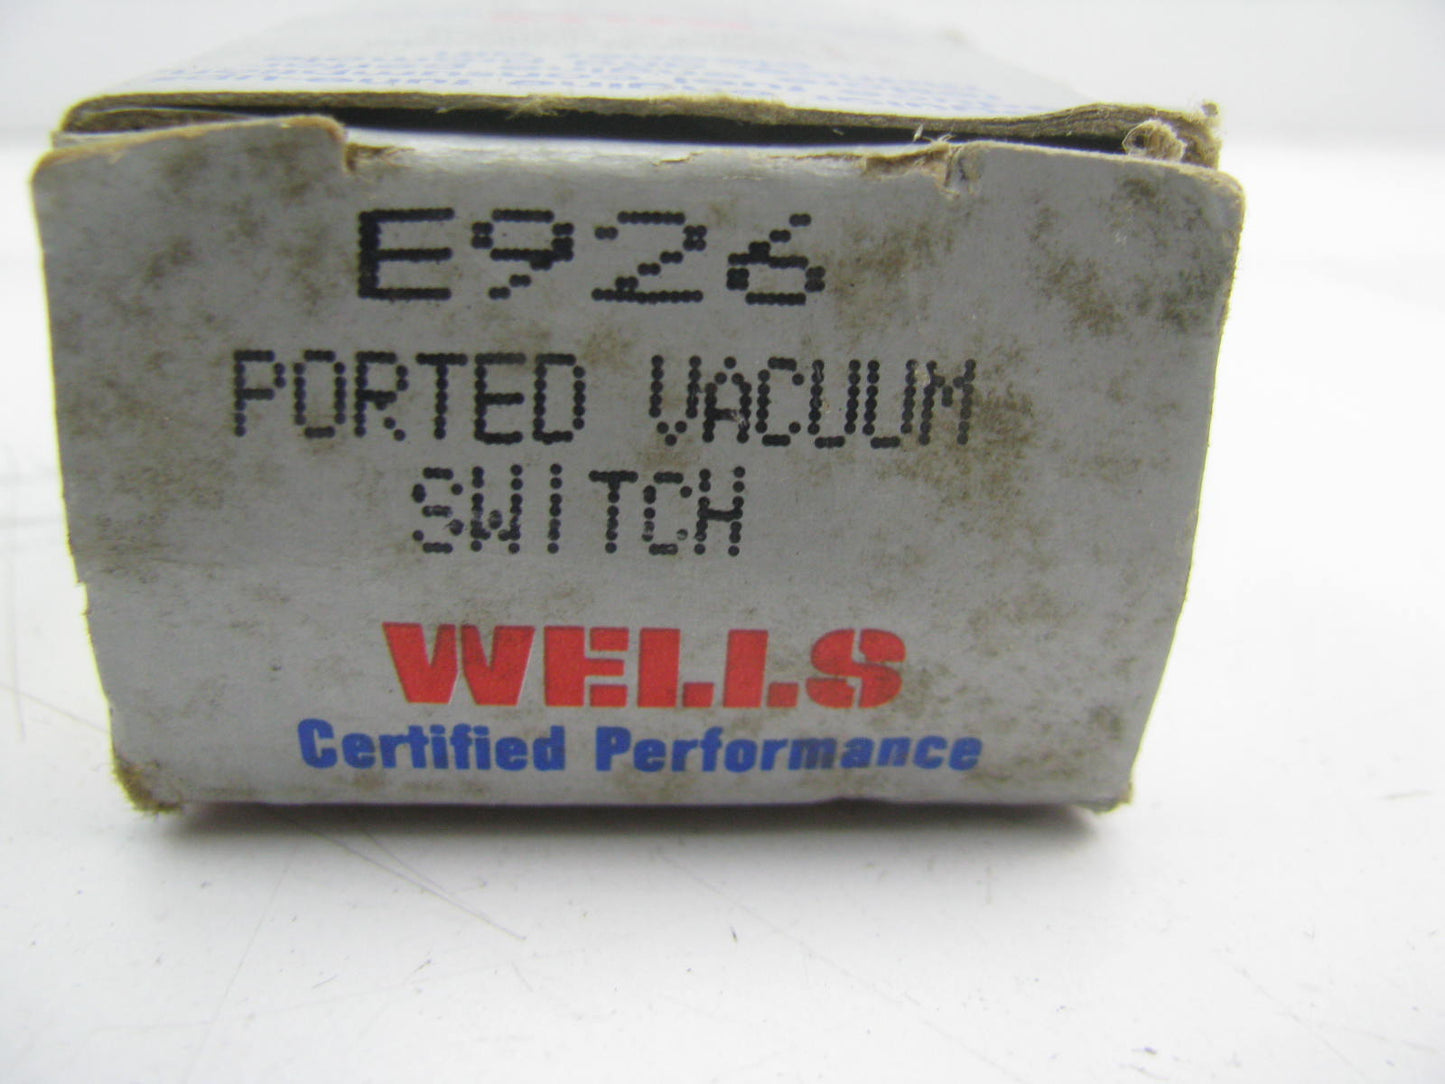 E926
PORTED VACUUM
SWITCH
WELLS
Certified Performance